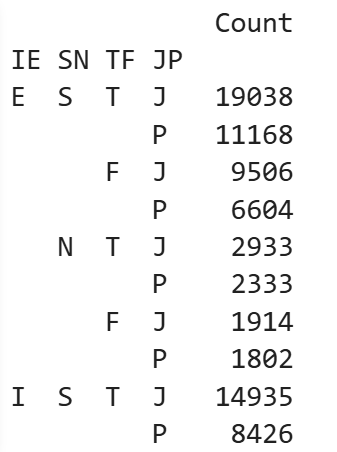 Count
IE SN TF JP
E S T J 19038
P 11168
F J 9506
P 6604
N T J 2933
P 2333
F J 1914
P 1802
I S T J 14935
P 8426